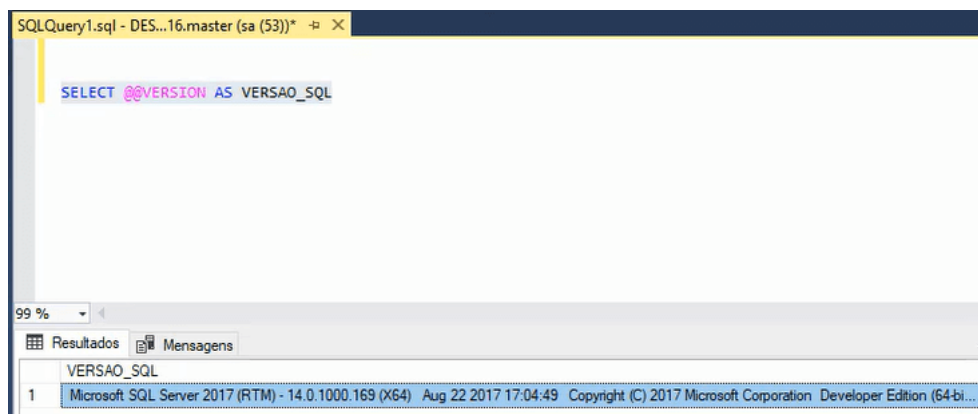 SQLQuery1.sql - DES...16.master (sa (53))*
SELECT @@VERSION AS VERSAO_SQL
99 %
Resultados Mensagens
VERSAO_SQL
1 Microsoft SQL Server 2017 (RTM) - 14.0.1000.169 (X64) Aug 22 2017 17:04:49 Copyright (C) 2017 Microsoft Corporation Developer Edition (64-bi...